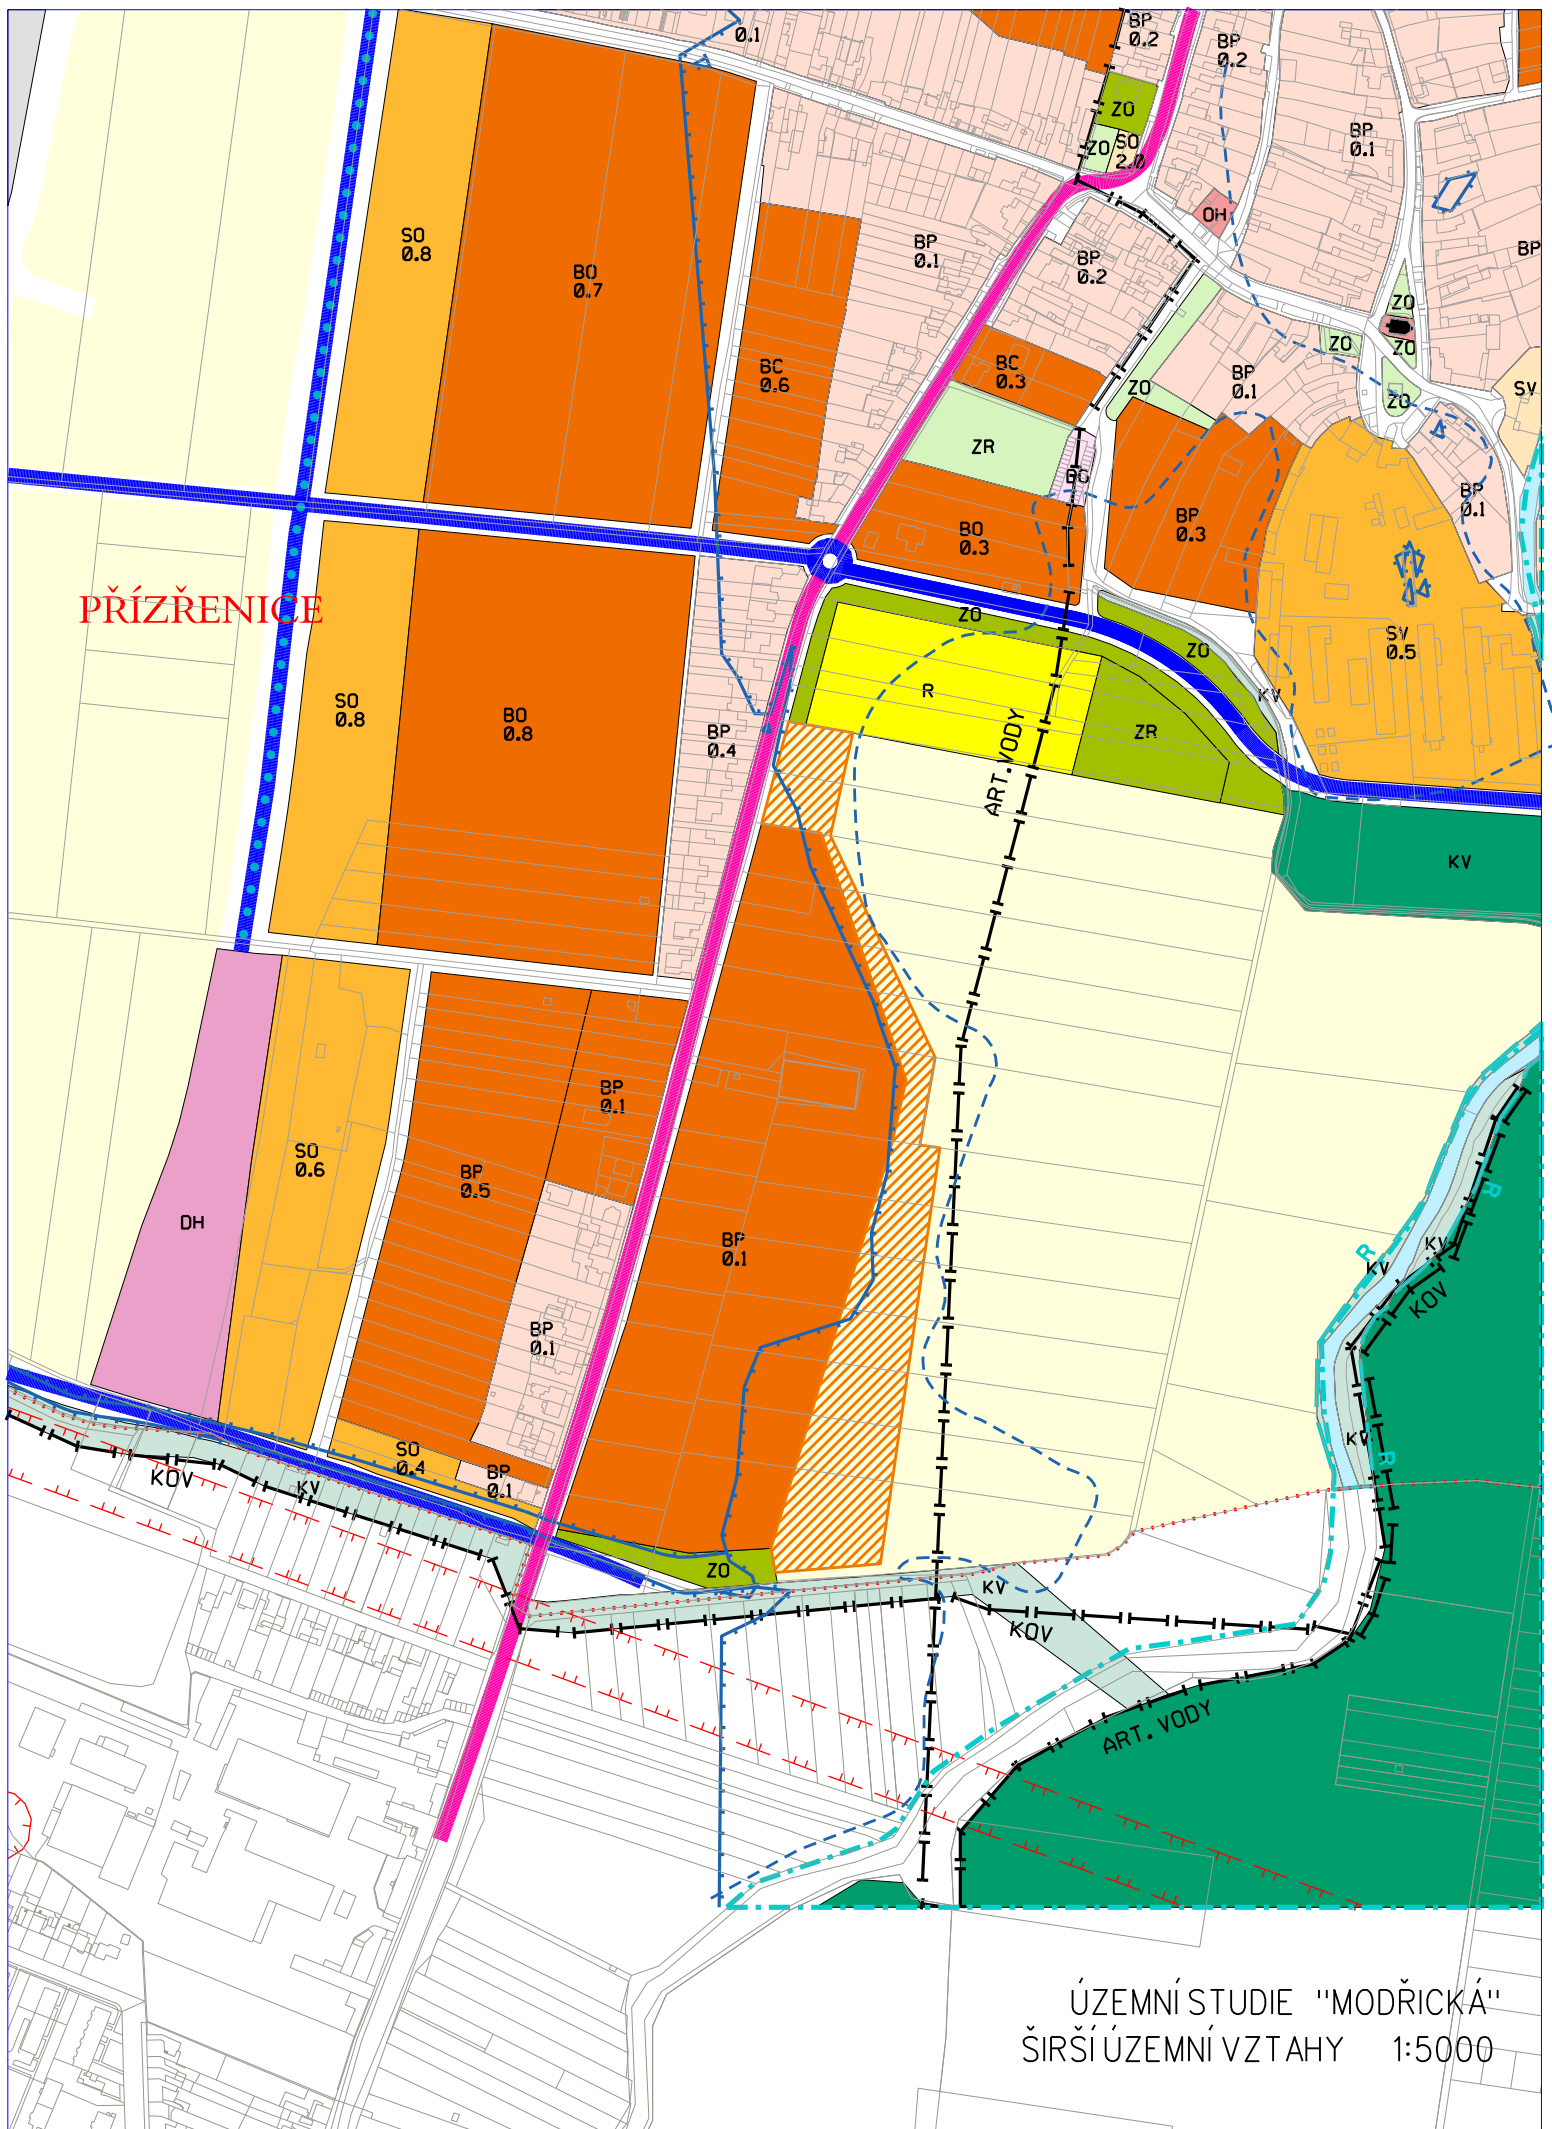 0.1
BP
0.2
BP
0.2
ZO
BP
0.1
ZO
SO
2.0
OH
SO
0.8
BP
0.1
BP
0.2
BP
BO
0.7
ZO
ZO
ZO
BC
0.6
BC
0.3
BP
0.1
ZO
SV
ZO
ZR
BO
BP
0.1
BO
0.3
BP
0.3
PŘÍZŘENICE
ZO
SV
0.5
ZO
R
KV
SO
0.8
BO
0.8
BP
0.4
ART. VODY
ZR
KV
BP
0.1
SO
0.6
BP
0.5
R
DH
BP
0.1
R
KV
KV
KOV
BP
0.1
KV
R
SO
0.4
BP
0.1
KOV
KV
ZO
KV
KOV
ART. VODY
ÚZEMNÍ STUDIE "MODŘICKÁ"
ŠIRŠÍ ÚZEMNÍ VZTAHY 1:5000